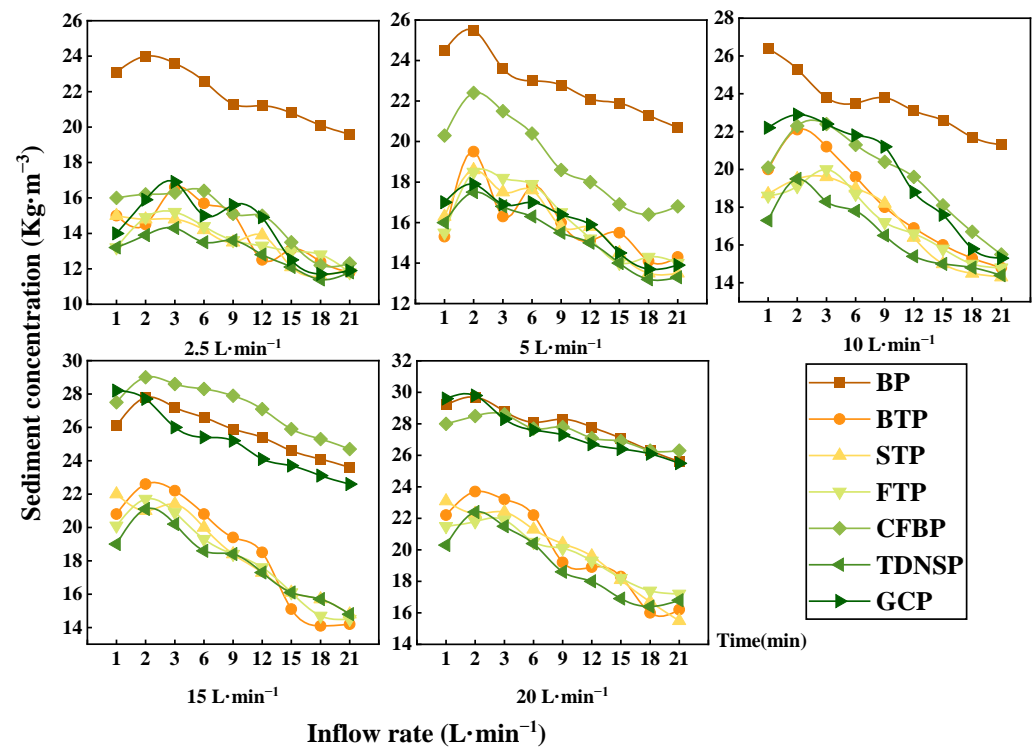 Sediment concentration (Kg·m⁻³)
26
24
22
20
18
16
14
12
10
1 2 3 6 9 12 15 18 21
2.5 L·min⁻¹
26
24
22
20
18
16
14
12
1 2 3 6 9 12 15 18 21
5 L·min⁻¹
28
26
24
22
20
18
16
14
1 2 3 6 9 12 15 18 21
10 L·min⁻¹
30
28
26
24
22
20
18
16
14
1 2 3 6 9 12 15 18 21
15 L·min⁻¹
32
30
28
26
24
22
20
18
16
14
1 2 3 6 9 12 15 18 21
20 L·min⁻¹
Time(min)
BP
BTP
STP
FTP
CFBP
TDNSP
GCP
Inflow rate (L·min⁻¹)